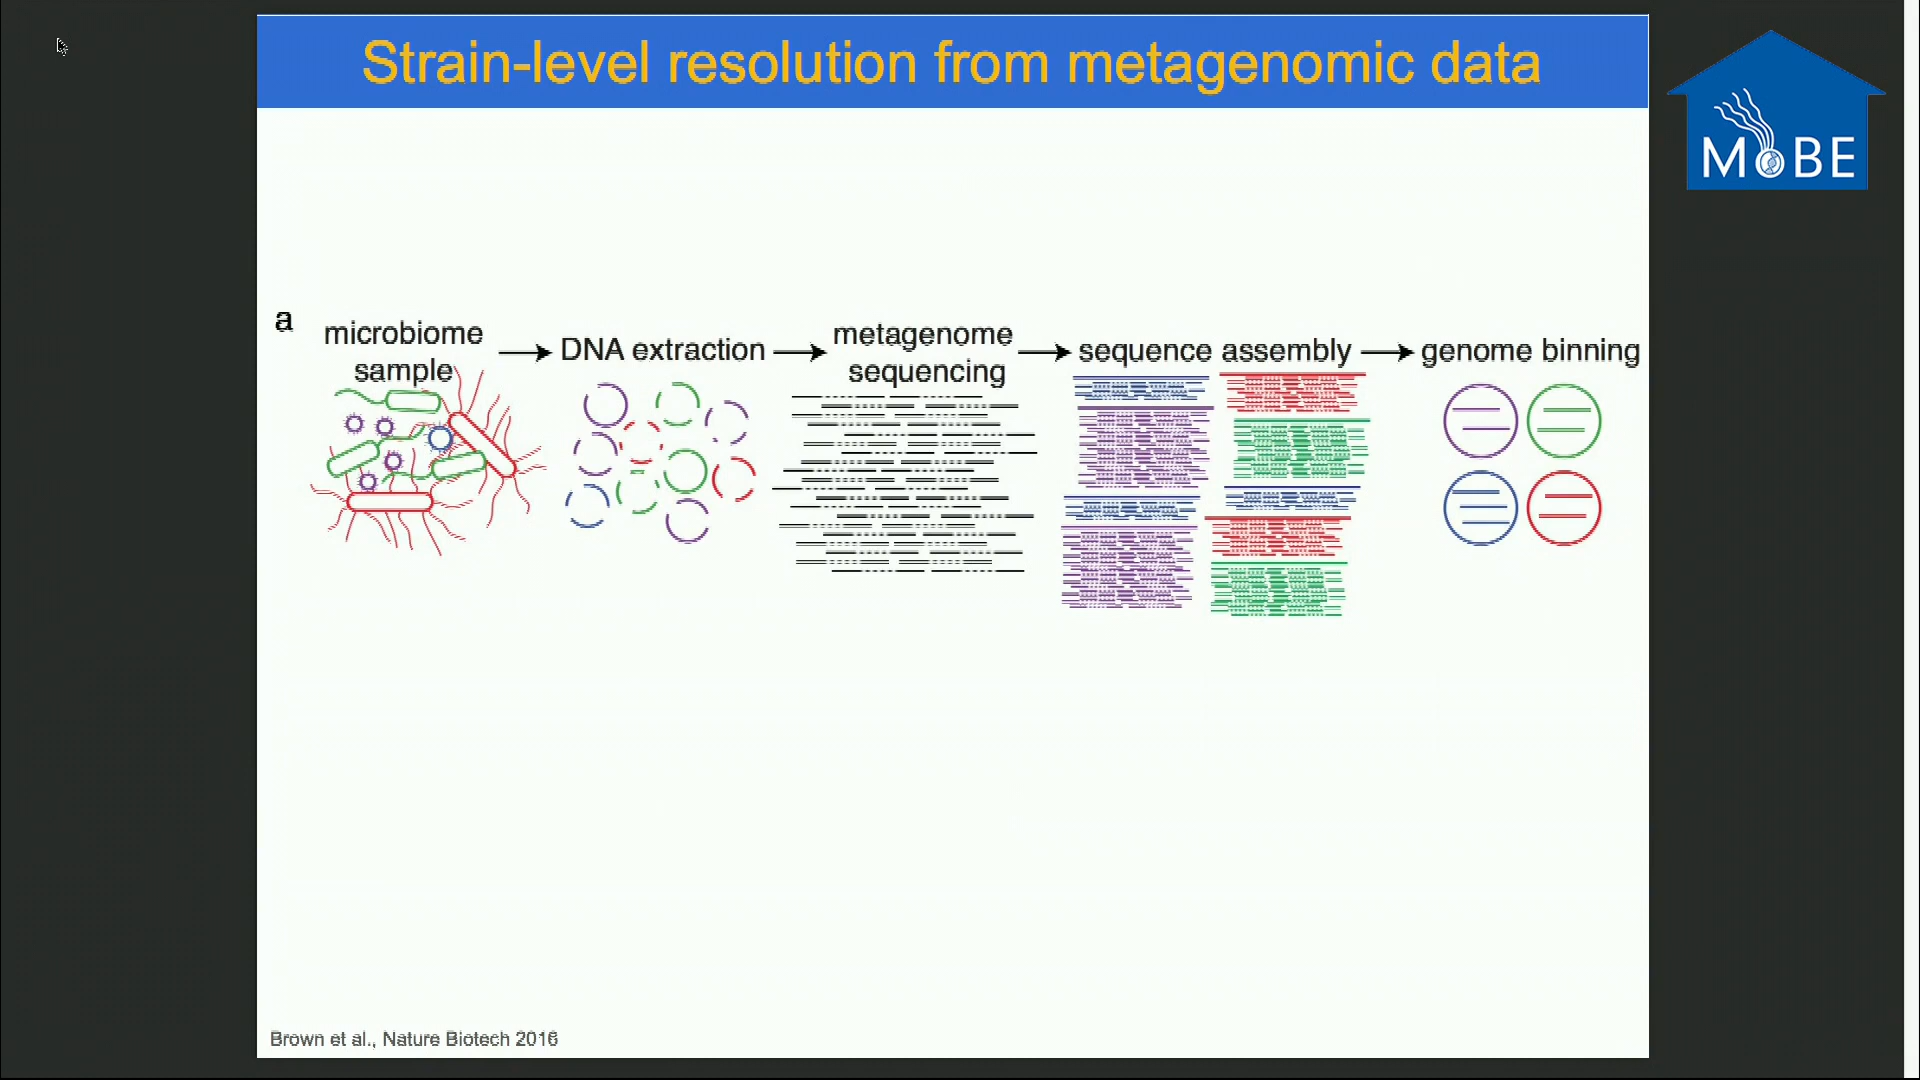 Strain-level resolution from metagenomic data
MoBE
a
microbiome
sample
DNA extraction
metagenome
sequencing
sequence assembly
genome binning
Brown et al., Nature Biotech 2016